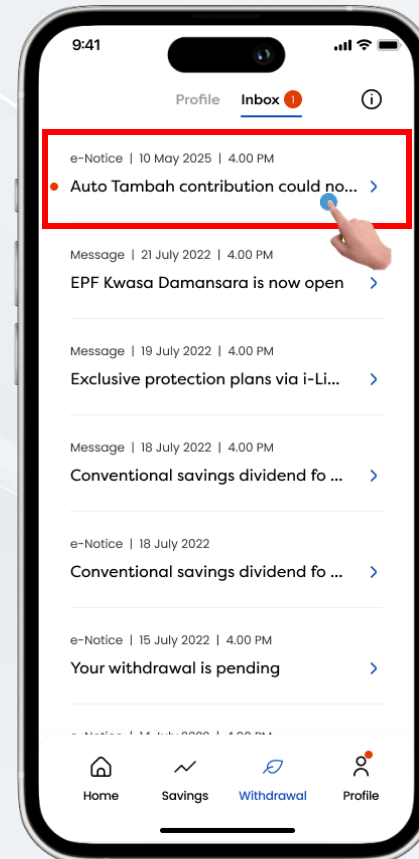 9:41
Profile Inbox 1
e-Notice | 10 May 2025 | 4.00 PM
Auto Tambah contribution could no...
Message | 21 July 2022 | 4.00 PM
EPF Kwasa Damansara is now open
Message | 19 July 2022 | 4.00 PM
Exclusive protection plans via i-Li...
Message | 18 July 2022 | 4.00 PM
Conventional savings dividend fo ...
e-Notice | 18 July 2022
Conventional savings dividend fo ...
e-Notice | 15 July 2022 | 4.00 PM
Your withdrawal is pending
Home Savings Withdrawal Profile